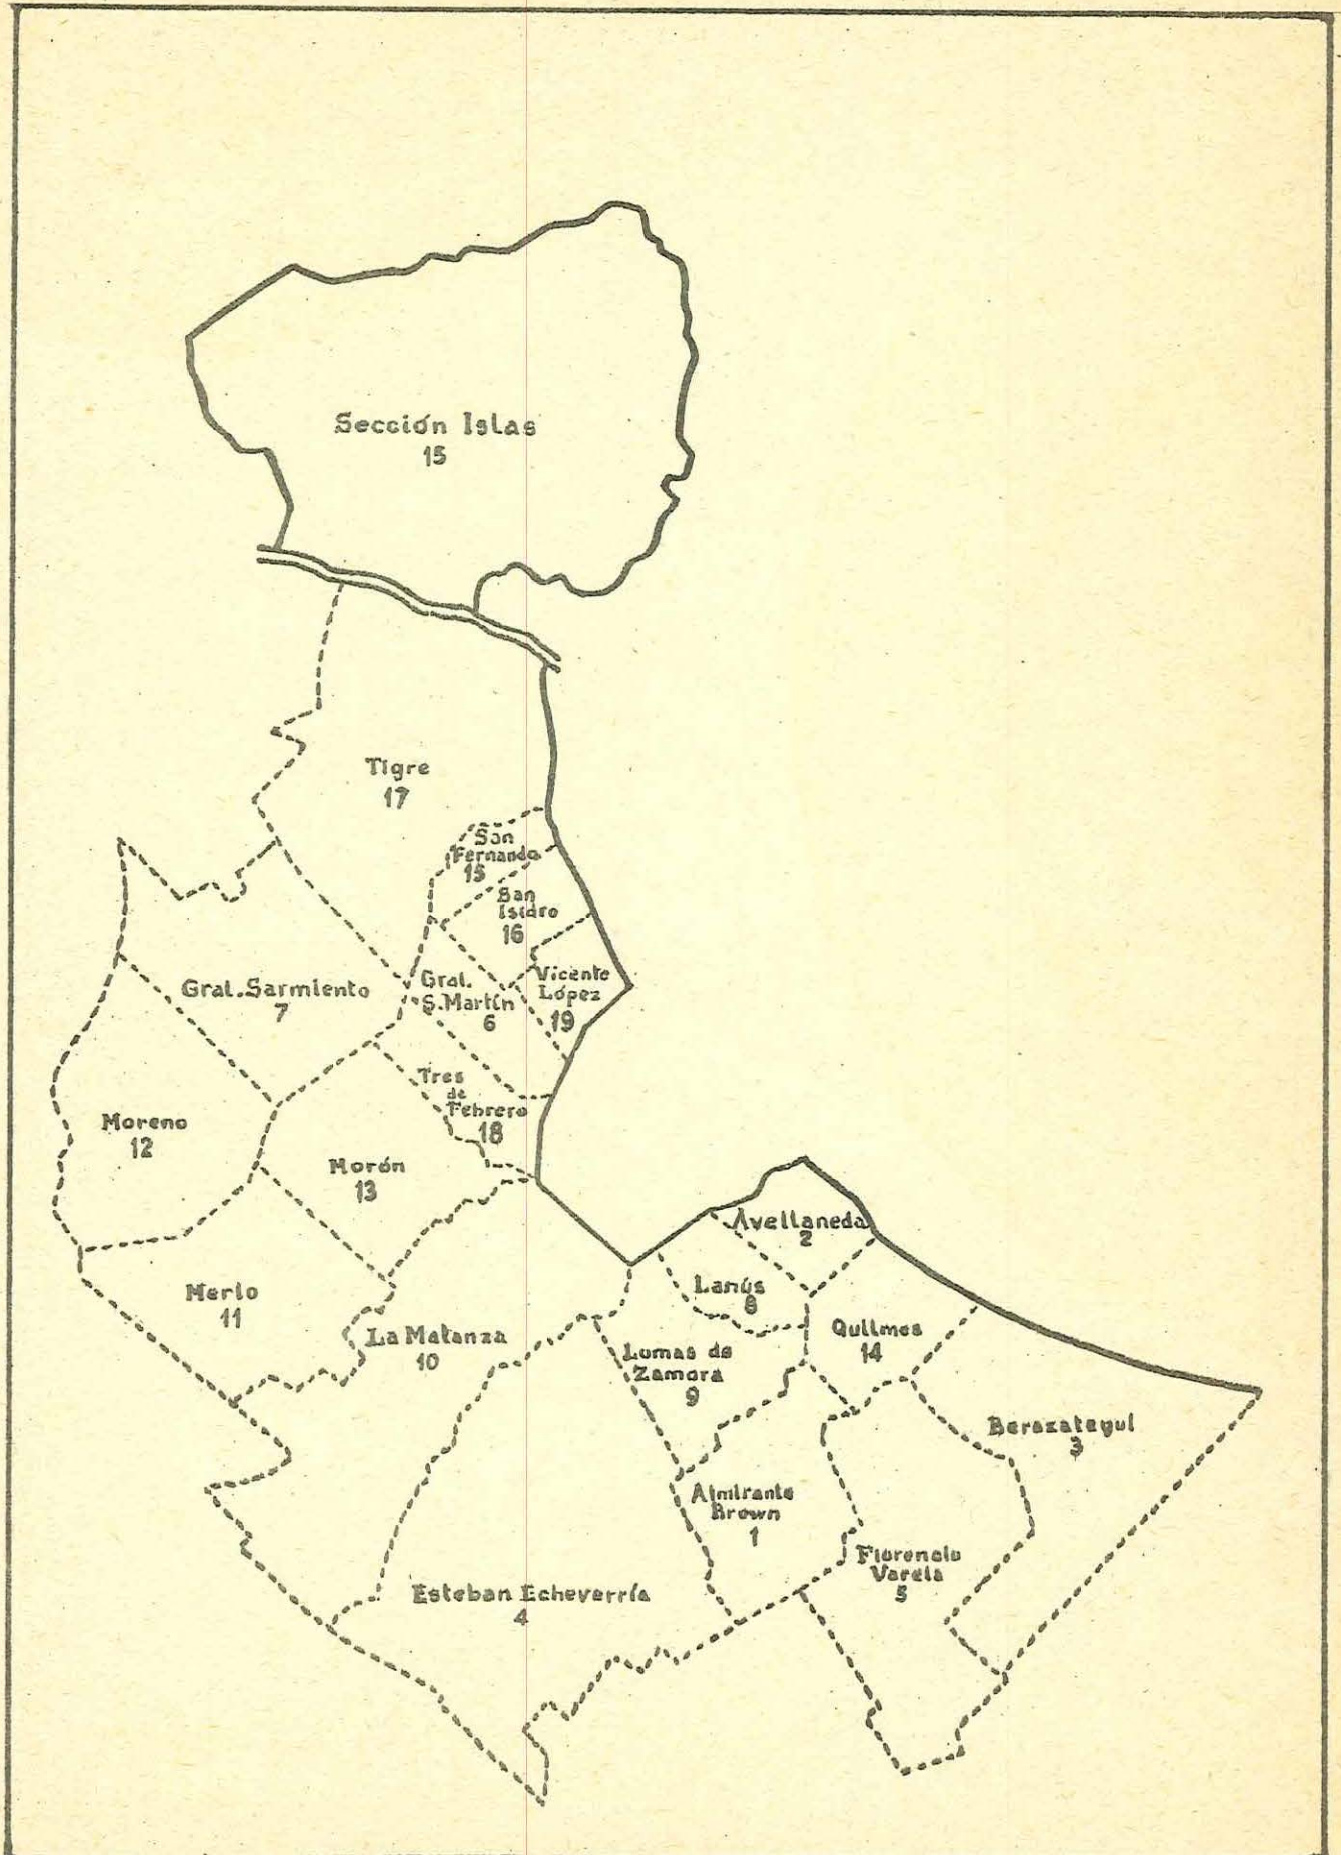 Sección Islas
15
Tigre
17
San
Fernando
15
San
Isidro
16
Vicente
López
19
Gral.
S.Martín
6
Gral.Sarmiento
7
Tres
de
Febrero
18
Moreno
12
Morón
13
Merlo
11
La Matanza
10
Avellaneda
2
Lanús
8
Quilmes
14
Lomas de
Zamora
9
Berazategui
3
Almirante
Brown
1
Florencio
Varela
5
Esteban Echeverría
4